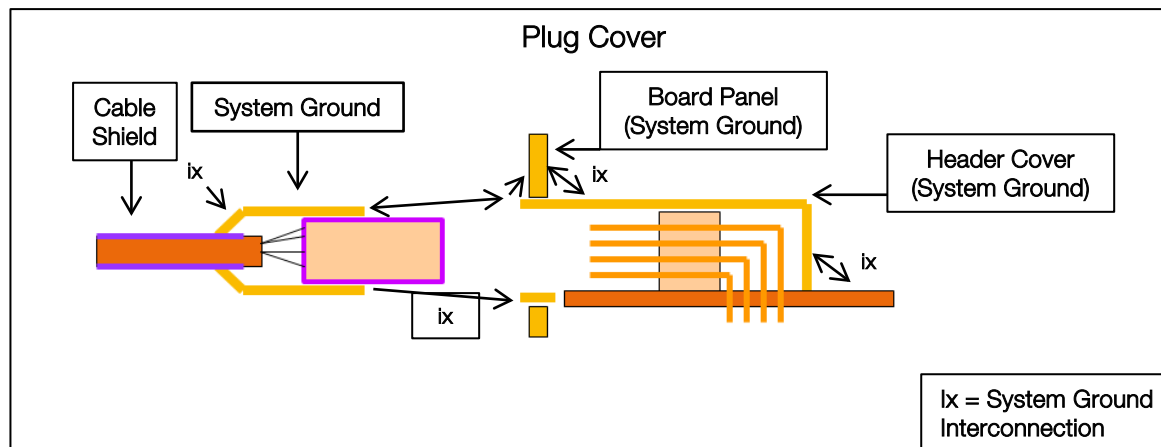 Plug Cover
Cable
Shield
System Ground
Board Panel
(System Ground)
Header Cover
(System Ground)
ix
ix
ix
ix
Ix = System Ground
Interconnection